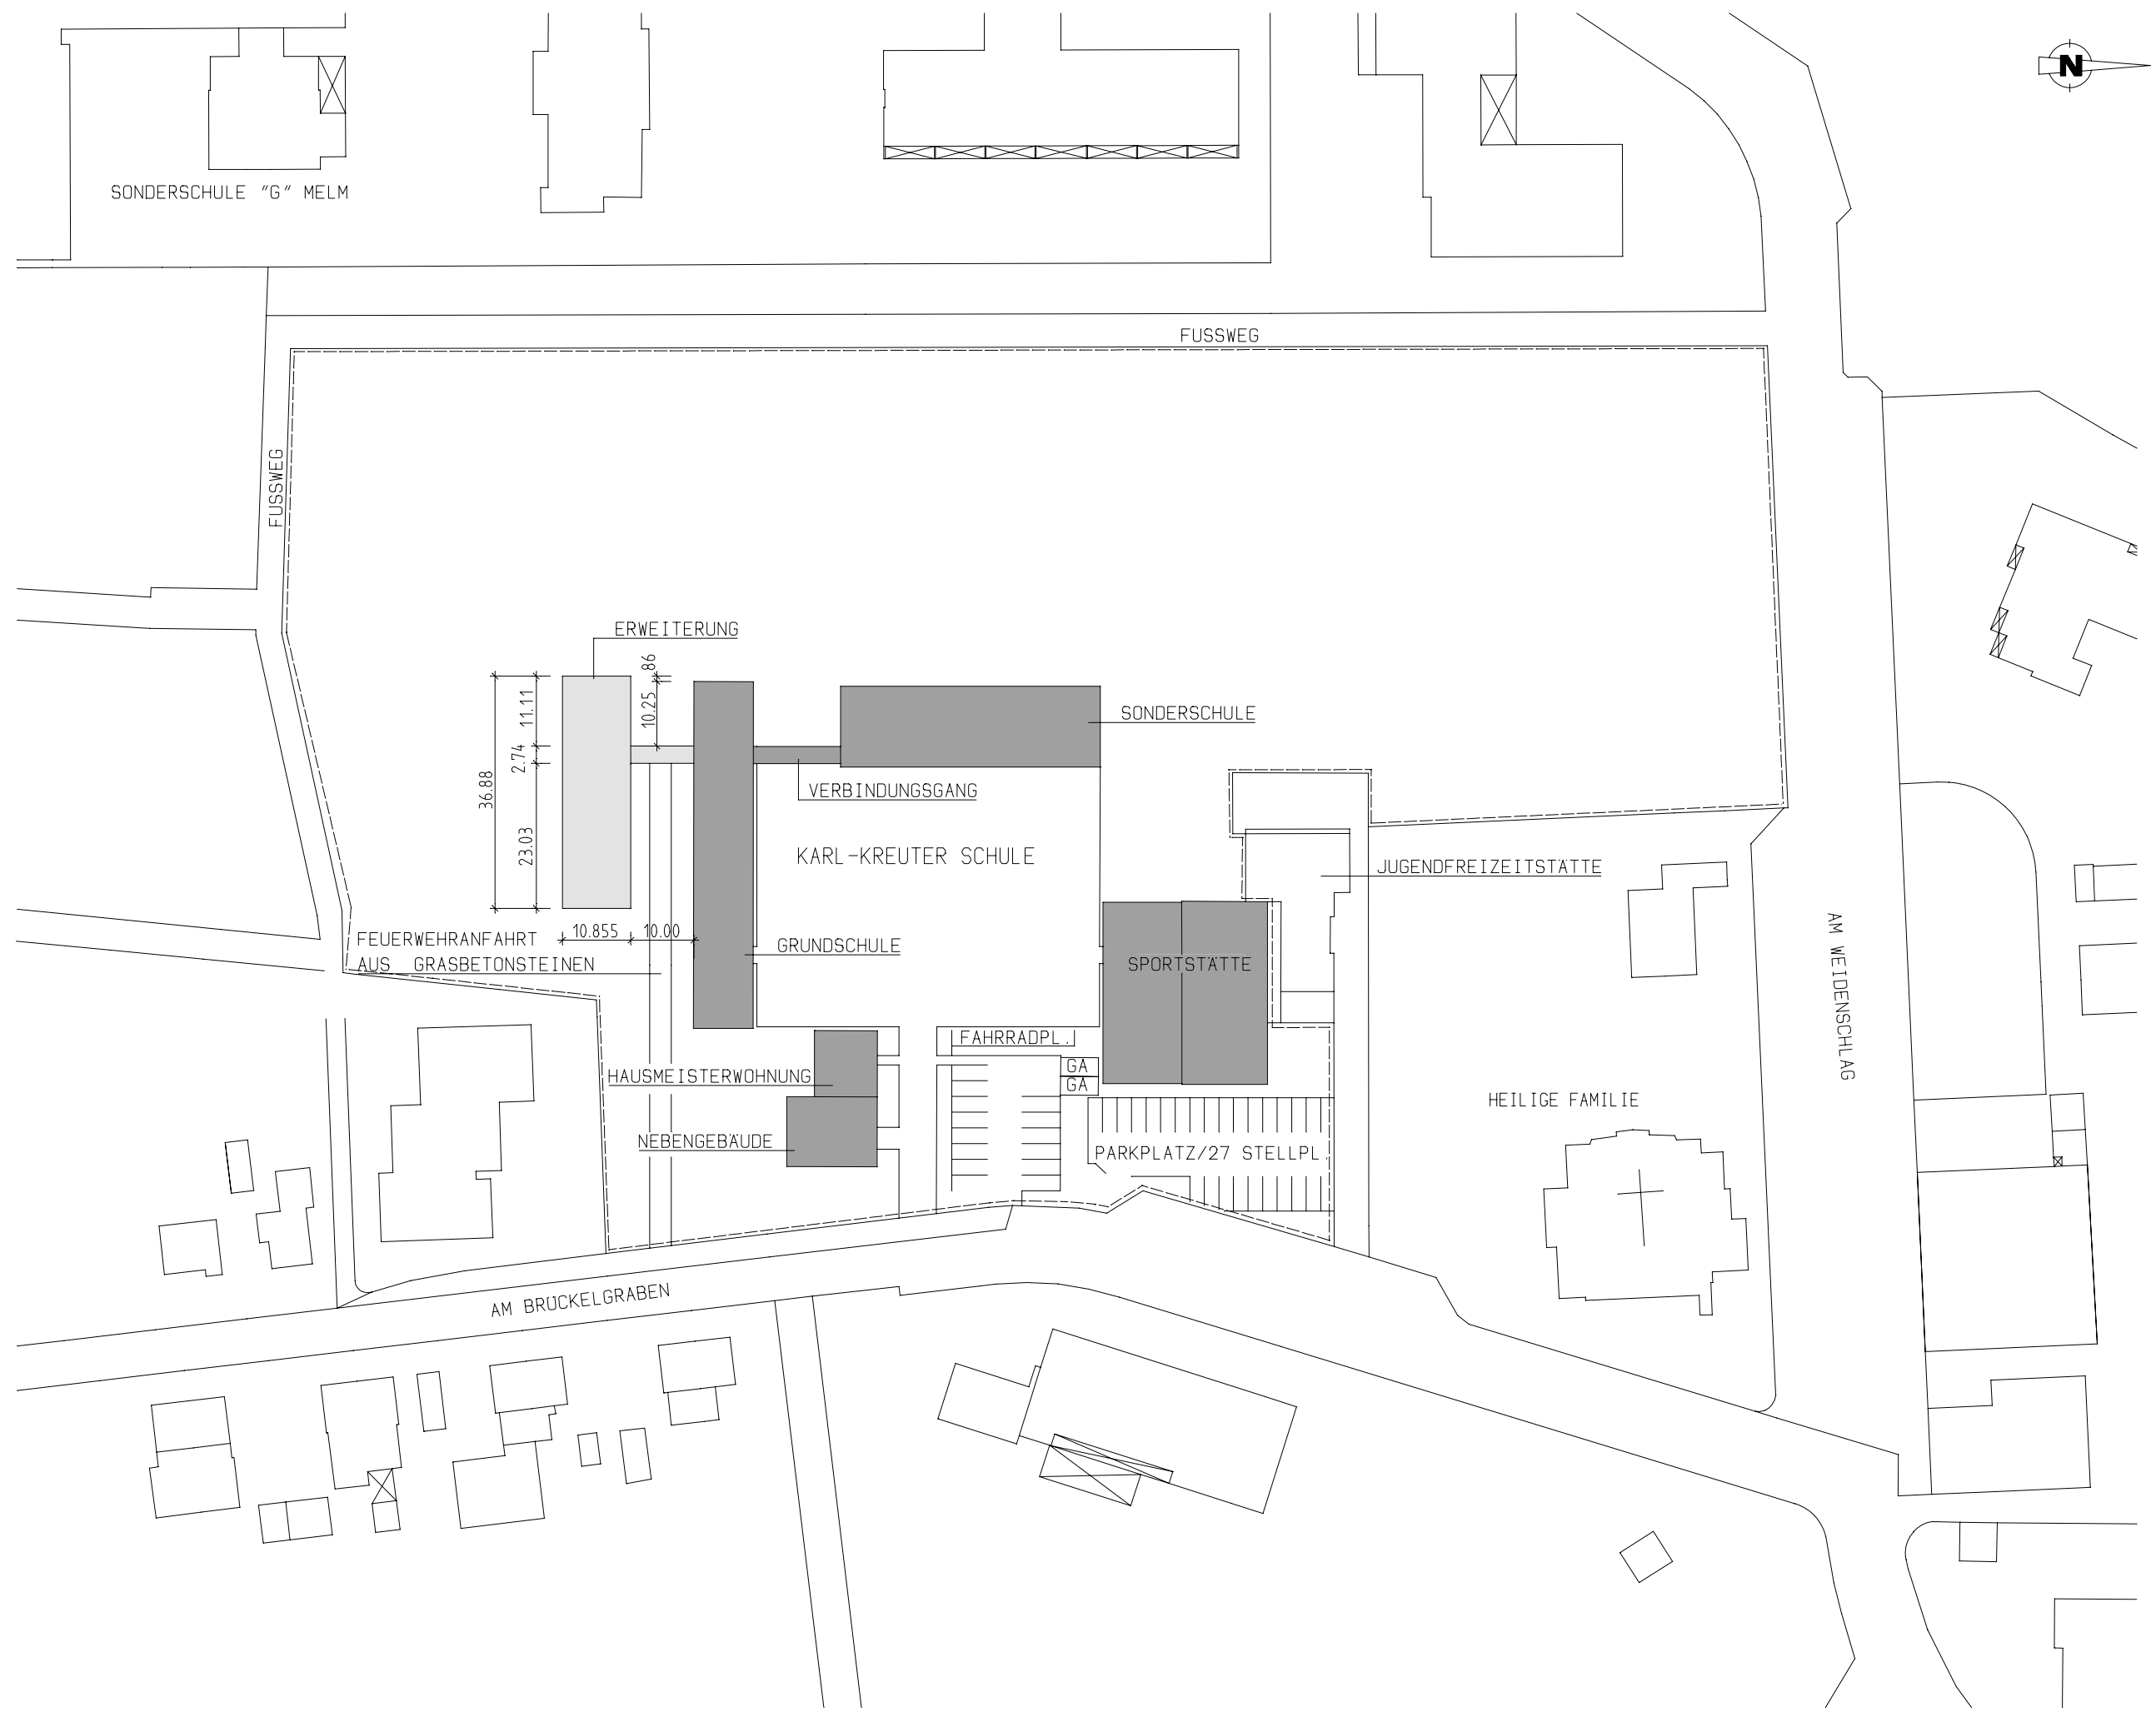 N
SONDERSCHULE "G" MELM
FUSSWEG
FUSSWEG
ERWEITERUNG
.86
10.25
11.11
2.74
36.88
23.03
SONDERSCHULE
VERBINDUNGSGANG
KARL-KREUTER SCHULE
JUGENDFREIZEITSTÄTTE
10.855
10.00
FEUERWEHRANFAHRT
AUS GRASBETONSTEINEN
GRUNDSCHULE
SPORTSTÄTTE
AM WEIDENSCHLAG
FAHRRADPL.
GA
GA
HAUSMEISTERWOHNUNG
HEILIGE FAMILIE
NEBENGEBÄUDE
PARKPLATZ/27 STELLPL.
AM BRÜCKELGRABEN